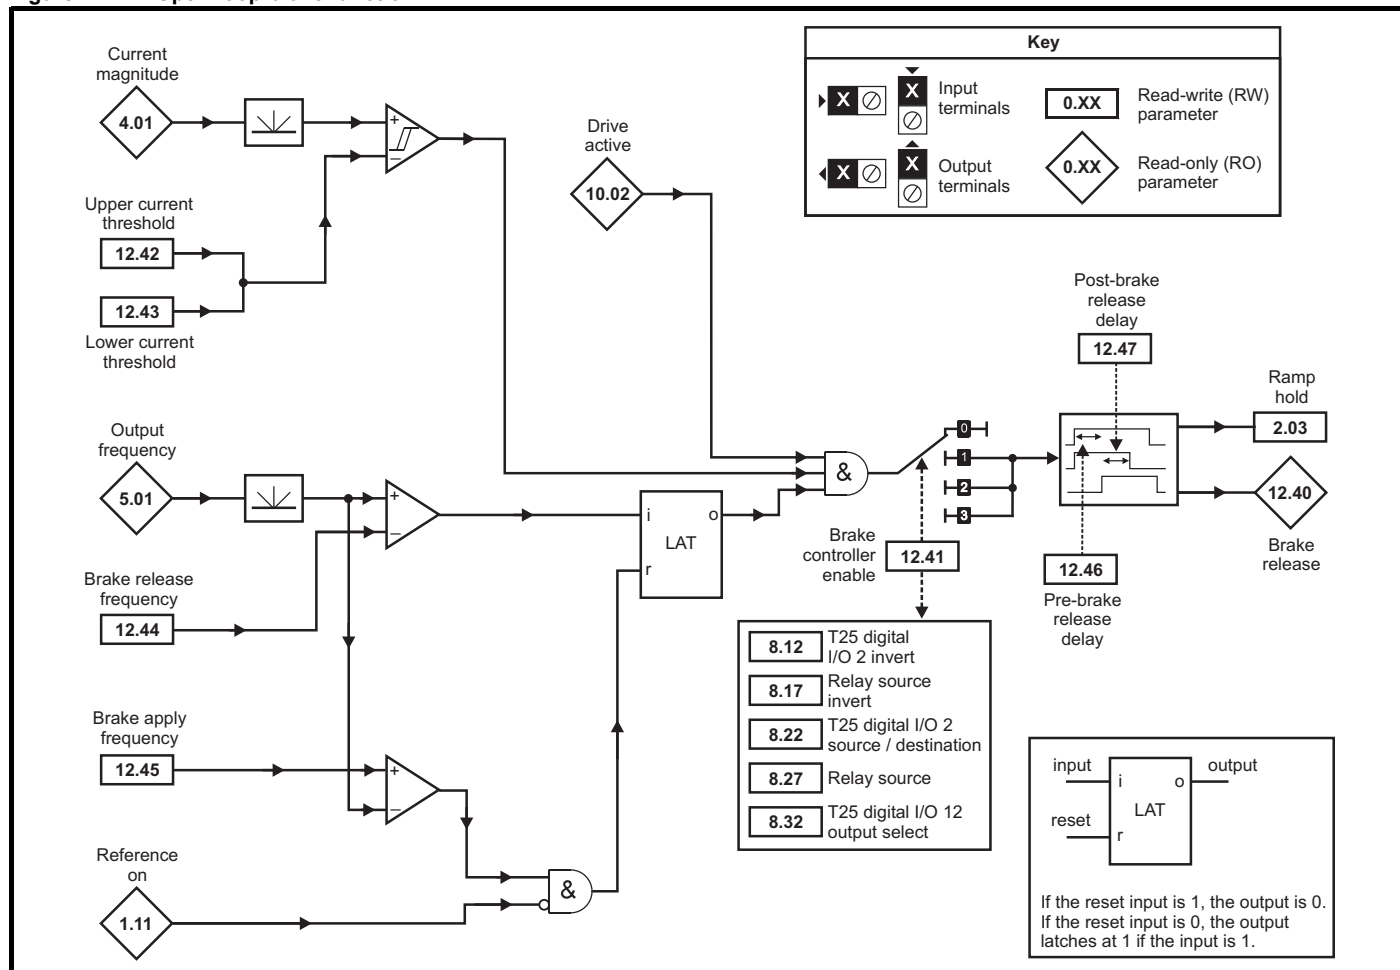 Current
magnitude
4.01
+
−
Upper current
threshold
12.42
12.43
Lower current
threshold
Drive
active
10.02
Key
X
X
Input
terminals
X
X
Output
terminals
0.XX
Read-write (RW)
parameter
0.XX
Read-only (RO)
parameter
Output
frequency
5.01
+
−
Brake release
frequency
12.44
i
o
LAT
r
&
0
1
2
3
Brake
controller
enable
12.41
Post-brake
release
delay
12.47
12.46
Pre-brake
release
delay
Ramp
hold
2.03
12.40
Brake
release
8.12
T25 digital
I/O 2 invert
8.17
Relay source
invert
8.22
T25 digital I/O 2
source / destination
8.27
Relay source
8.32
T25 digital I/O 12
output select
Brake apply
frequency
12.45
+
−
Reference
on
1.11
&
input
output
i
o
LAT
reset
r
If the reset input is 1, the output is 0.
If the reset input is 0, the output
latches at 1 if the input is 1.